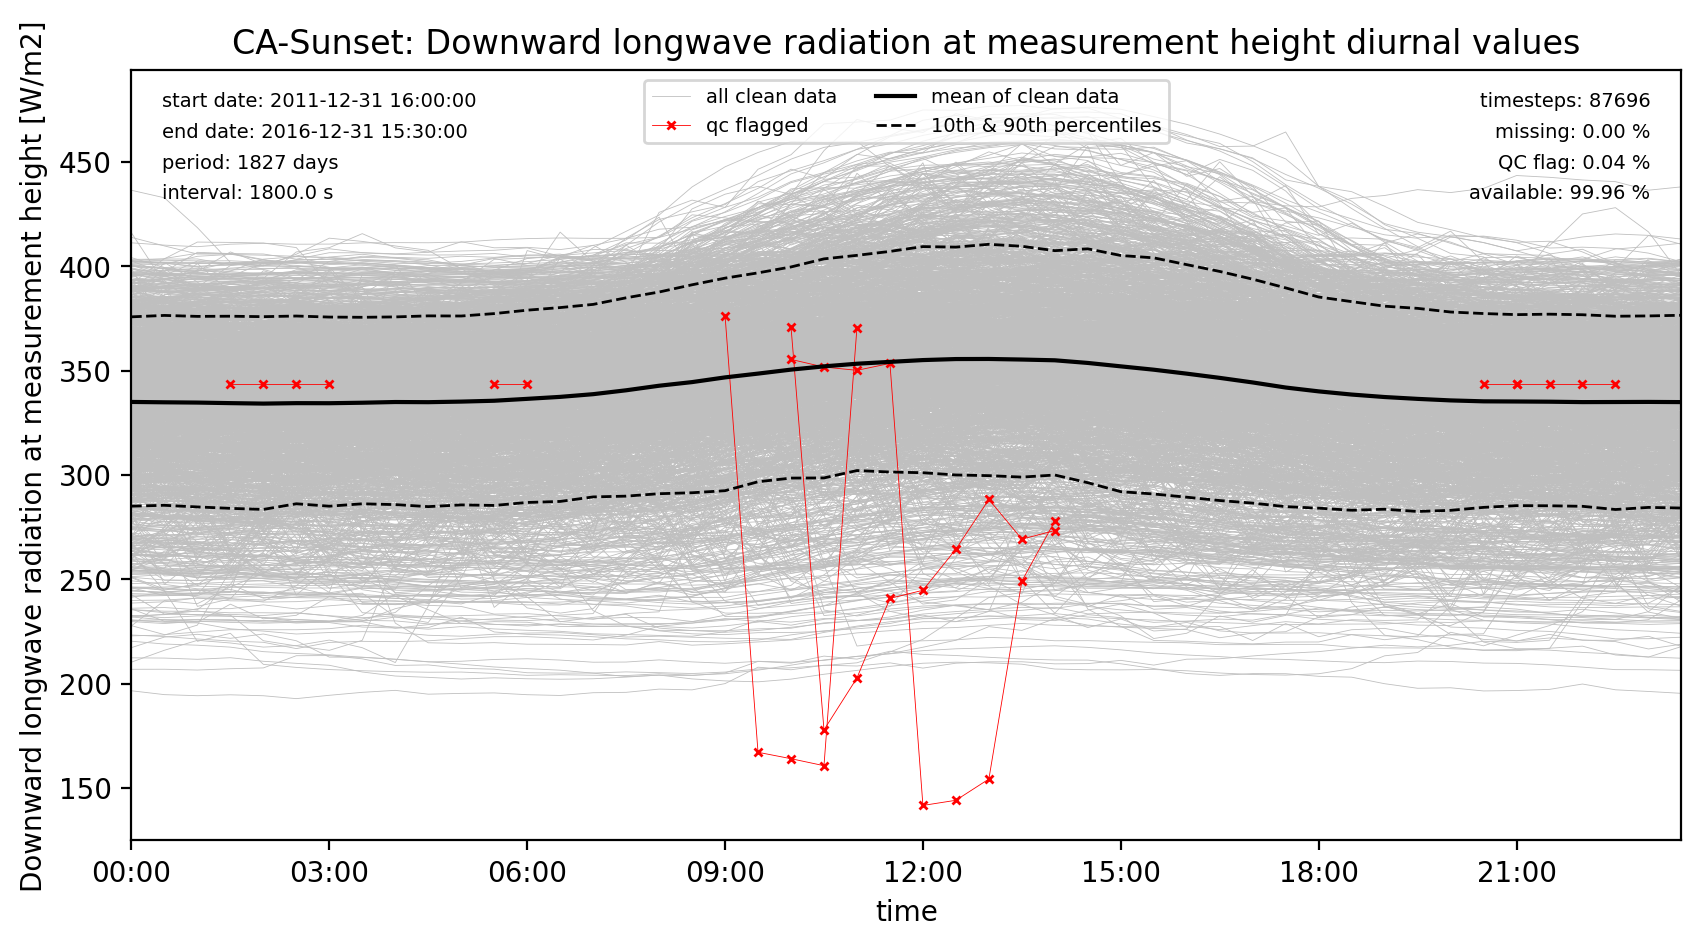 CA-Sunset: Downward longwave radiation at measurement height diurnal values
start date: 2011-12-31 16:00:00
end date: 2016-12-31 15:30:00
period: 1827 days
interval: 1800.0 s
all clean data
qc flagged
mean of clean data
10th & 90th percentiles
timesteps: 87696
missing: 0.00 %
QC flag: 0.04 %
available: 99.96 %
Downward longwave radiation at measurement height [W/m2]
450
400
350
300
250
200
150
00:00 03:00 06:00 09:00 12:00 15:00 18:00 21:00
time